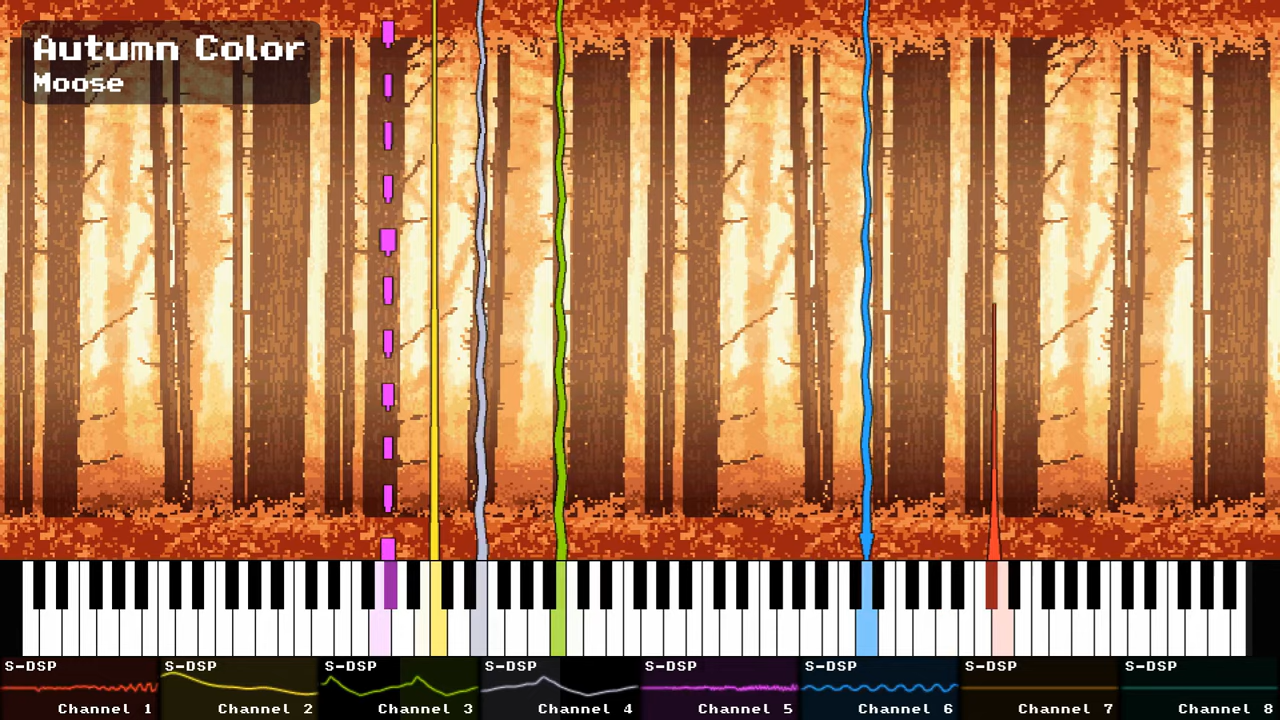 Autumn Color
Moose
S-DSP S-DSP S-DSP S-DSP S-DSP S-DSP S-DSP S-DSP
Channel 1 Channel 2 Channel 3 Channel 4 Channel 5 Channel 6 Channel 7 Channel 8